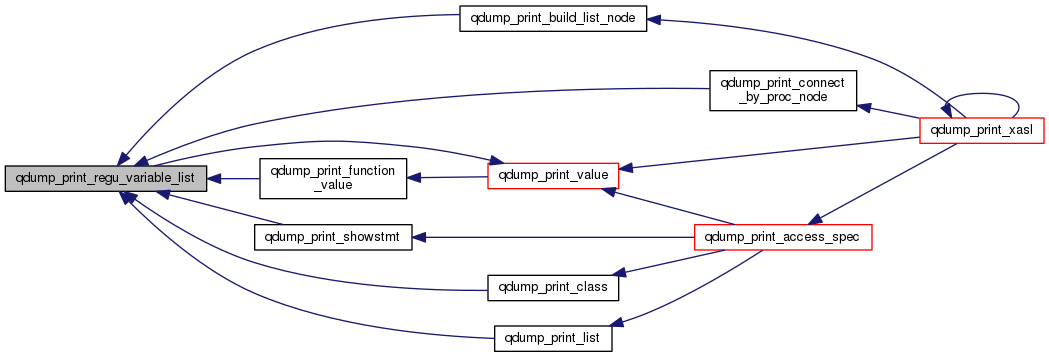 qdump_print_build_list_node
qdump_print_connect
_by_proc_node
qdump_print_xasl
qdump_print_regu_variable_list
qdump_print_function
_value
qdump_print_value
qdump_print_showstmt
qdump_print_access_spec
qdump_print_class
qdump_print_list